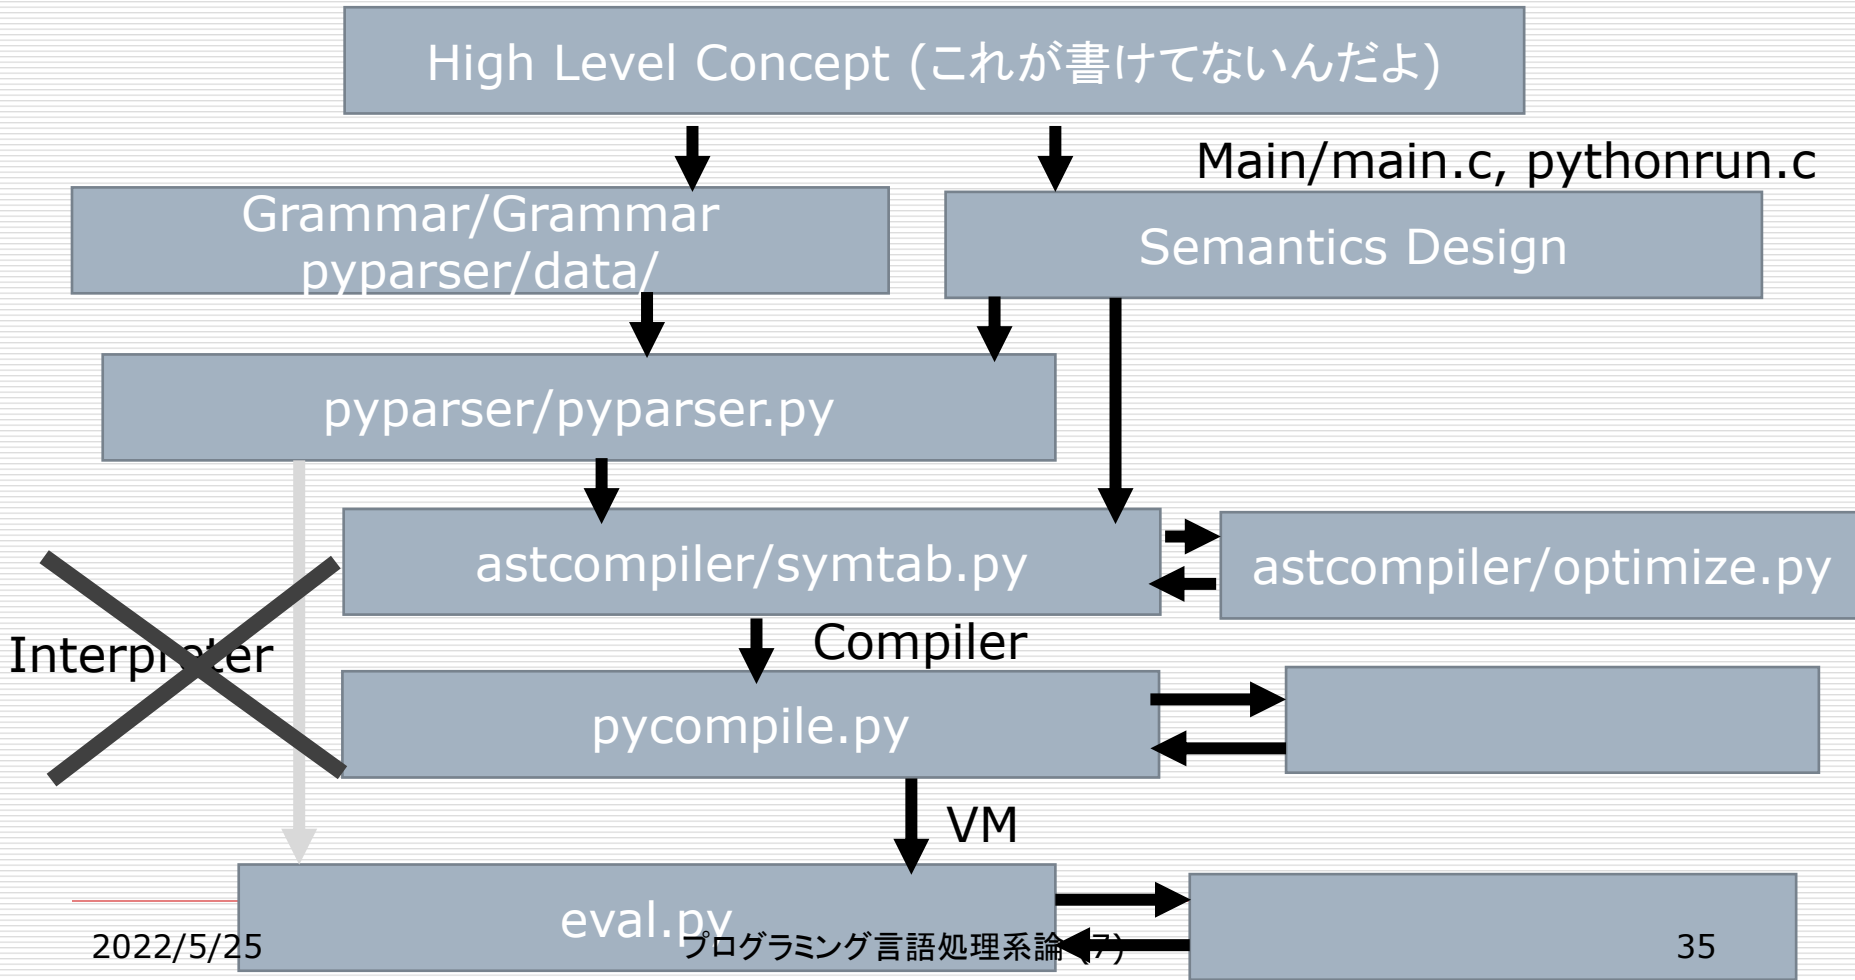 High Level Concept (これが書けてないんだよ)
Main/main.c, pythonrun.c
Grammar/Grammar
pyparser/data/
Semantics Design
pyparser/pyparser.py
astcompiler/symtab.py
astcompiler/optimize.py
Interpreter
Compiler
pycompile.py
VM
eval.py
2022/5/25
プログラミング言語処理系論 (7)
35